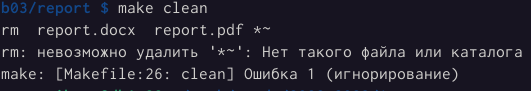 b03/report $ make clean
rm  report.docx  report.pdf *~
rm: невозможно удалить '*~': Нет такого файла или каталога
make: [Makefile:26: clean] Ошибка 1 (игнорирование)